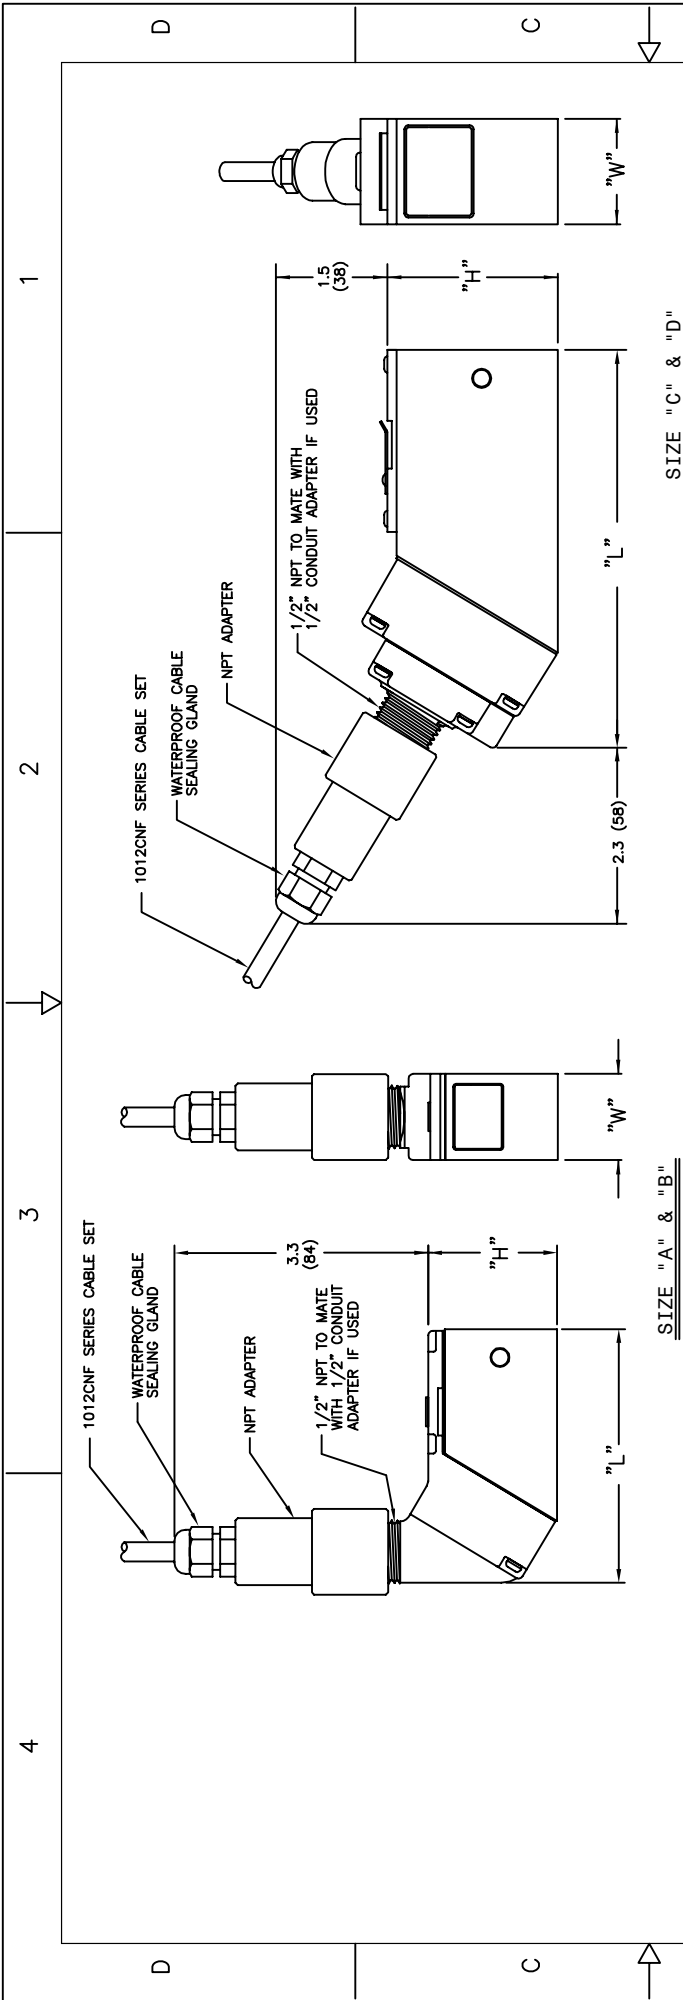 4
3
2
1
D
D
C
C
1012CNF SERIES CABLE SET
WATERPROOF CABLE
SEALING GLAND
NPT ADAPTER
1/2" NPT TO MATE
WITH 1/2" CONDUIT
ADAPTER IF USED
3.3
(84)
"H"
"L"
"W"
SIZE "A" & "B"
1012CNF SERIES CABLE SET
WATERPROOF CABLE
SEALING GLAND
NPT ADAPTER
1/2" NPT TO MATE WITH
1/2" CONDUIT ADAPTER IF USED
1.5
(38)
"H"
2.3 (58)
"L"
"W"
SIZE "C" & "D"